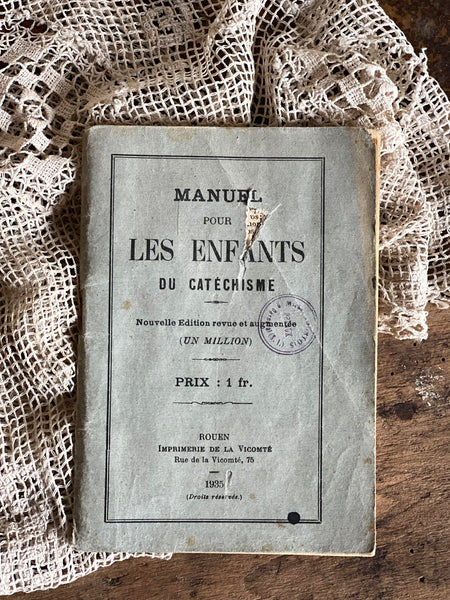 MANUEL
POUR
LES ENFANTS
DU CATÉCHISME
Nouvelle Edition revue et augmentée
(UN MILLION)
PRIX : 1 fr.
ROUEN
IMPRIMERIE DE LA VICOMTÉ
Rue de la Vicomté, 75
1935
(Droits réservés.)